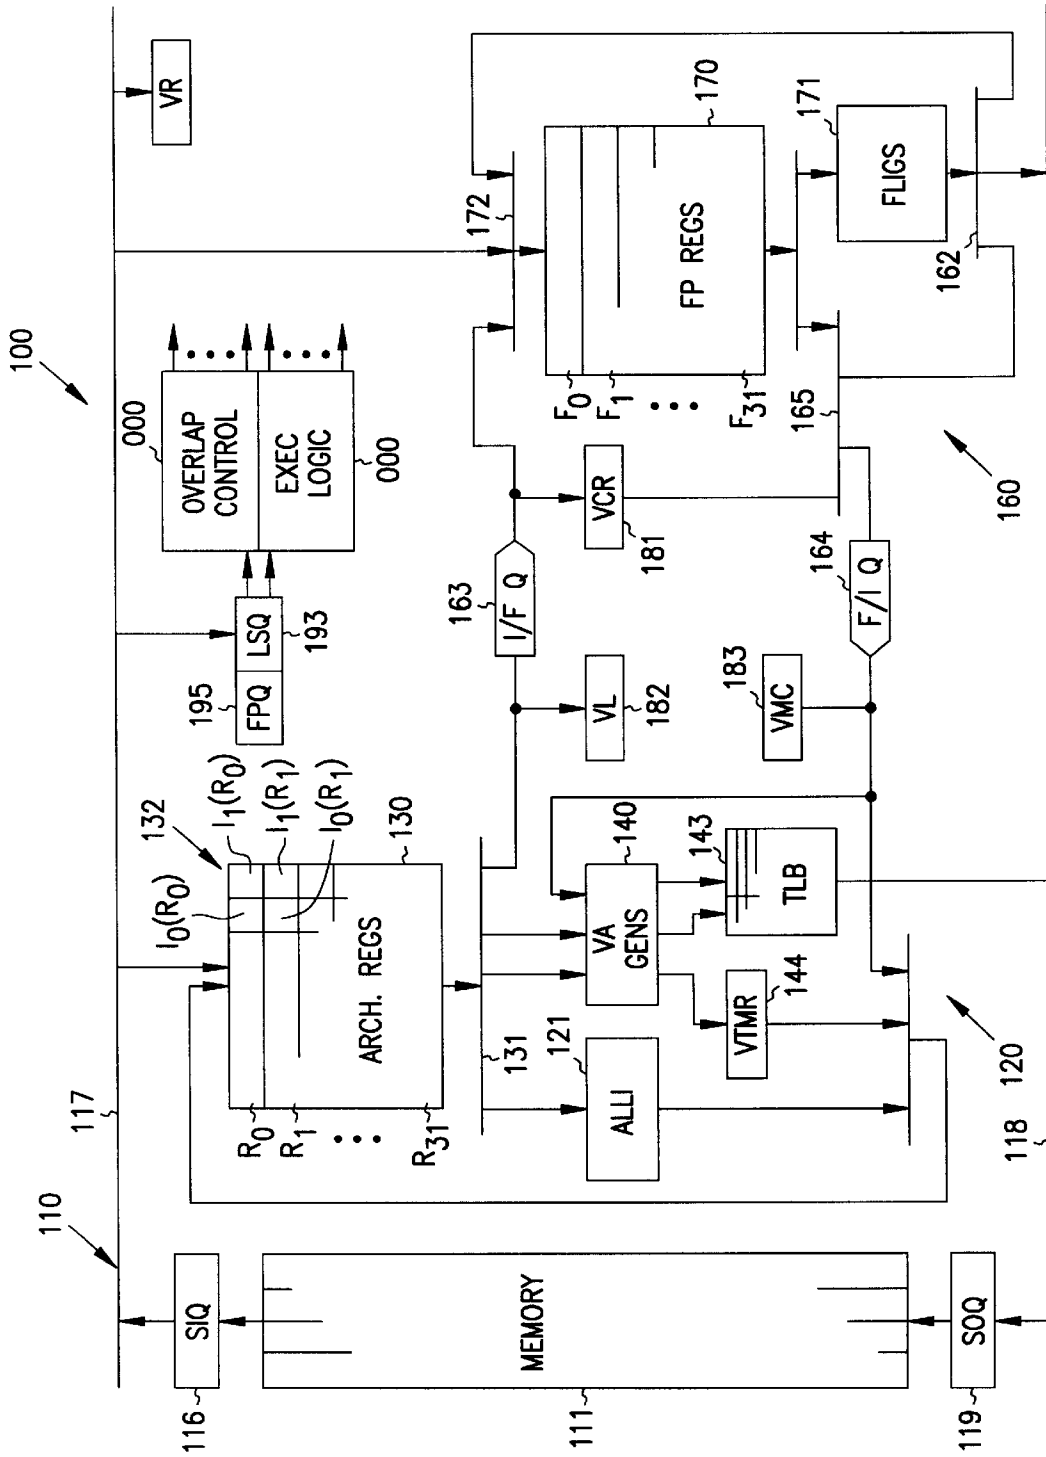 100
110
117
VR
000
OVERLAP
CONTROL
EXEC
LOGIC
000
195
FPQ
LSQ
193
SIQ
116
MEMORY
111
SOQ
119
118
132
I0(R0)
I1(R0)
I1(R1)
I0(R1)
130
ARCH. REGS
R0
R1
•••
R31
131
121
ALLI
VA
GENS
140
143
TLB
VTMR
144
120
VL
182
183
VMC
163
I/F Q
164
F/I Q
VCR
181
165
160
172
170
FP REGS
F0
F1
•••
F31
171
FLIGS
162